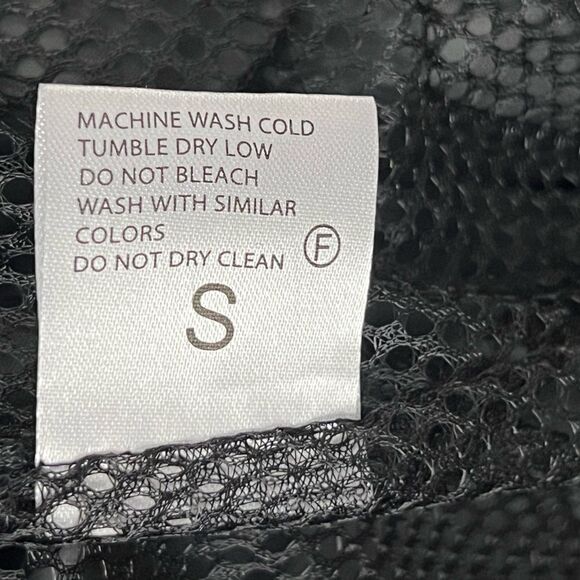 MACHINE WASH COLD
TUMBLE DRY LOW
DO NOT BLEACH
WASH WITH SIMILAR
COLORS
DO NOT DRY CLEAN
F
S